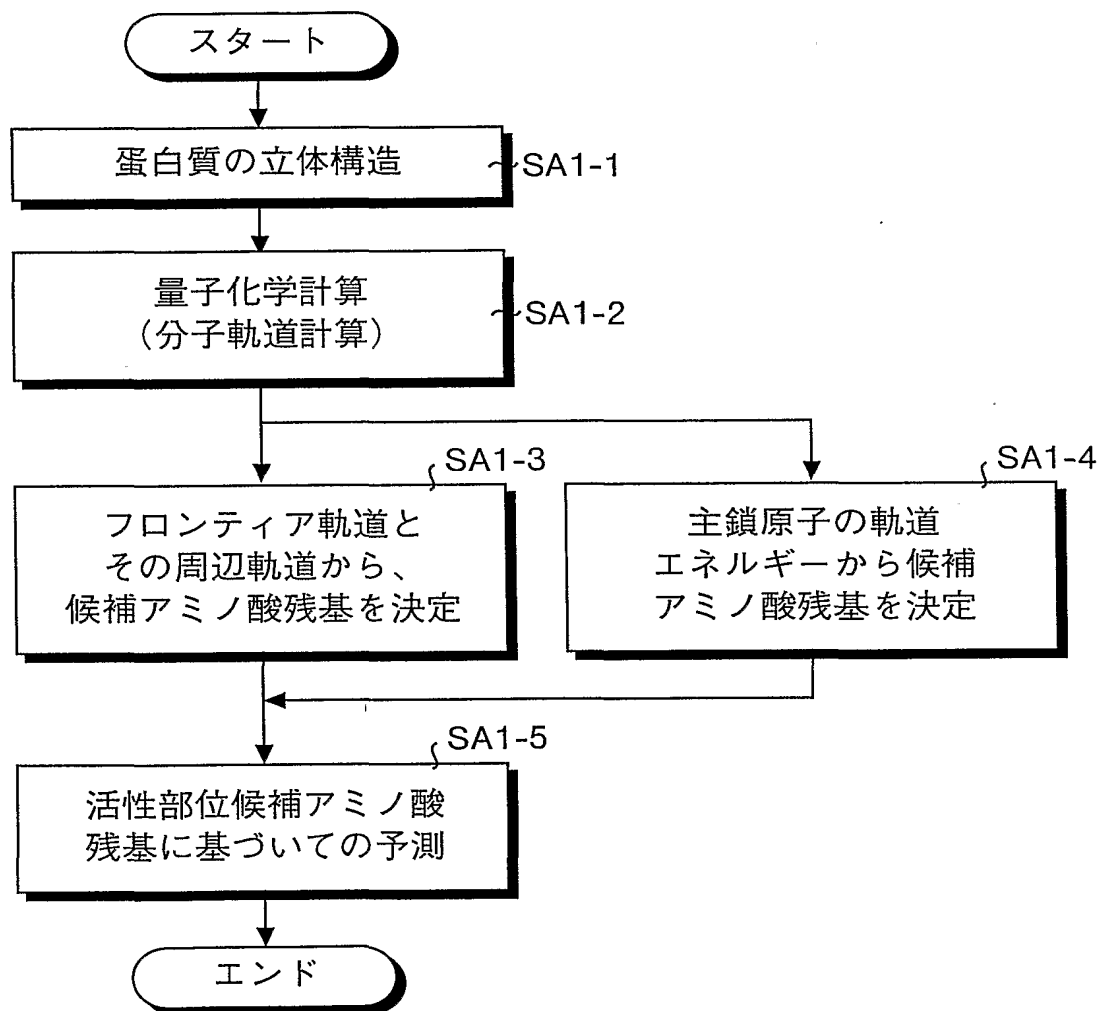 スタート
蛋白質の立体構造
SA1-1
量子化学計算
(分子軌道計算)
SA1-2
SA1-3
フロンティア軌道と
その周辺軌道から、
候補アミノ酸残基を決定
SA1-4
主鎖原子の軌道
エネルギーから候補
アミノ酸残基を決定
SA1-5
活性部位候補アミノ酸
残基に基づいての予測
エンド